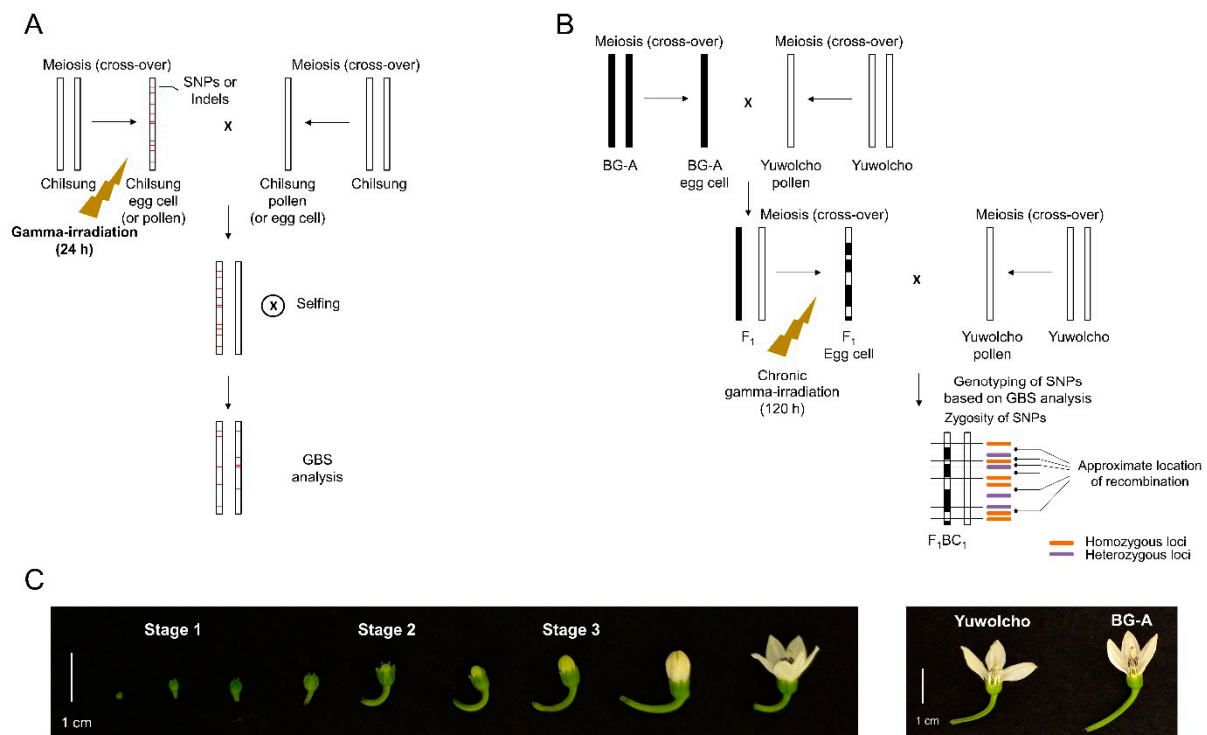 A
Meiosis (cross-over)
SNPs or
Indels
Meiosis (cross-over)
X
Chilsung
Chilsung
egg cell
(or pollen)
Chilsung
pollen
(or egg cell)
Chilsung
Gamma-irradiation
(24 h)
X
Selfing
GBS
analysis
B
Meiosis (cross-over)
Meiosis (cross-over)
X
BG-A
BG-A
egg cell
Yuwolcho
pollen
Yuwolcho
Meiosis (cross-over)
Meiosis (cross-over)
X
F₁
F₁
Egg cell
Yuwolcho
pollen
Yuwolcho
Chronic
gamma-irradiation
(120 h)
Genotyping of SNPs
based on GBS analysis
Zygosity of SNPs
Approximate location
of recombination
F₁BC₁
Homozygous loci
Heterozygous loci
C
Stage 1
Stage 2
Stage 3
1 cm
Yuwolcho
BG-A
1 cm